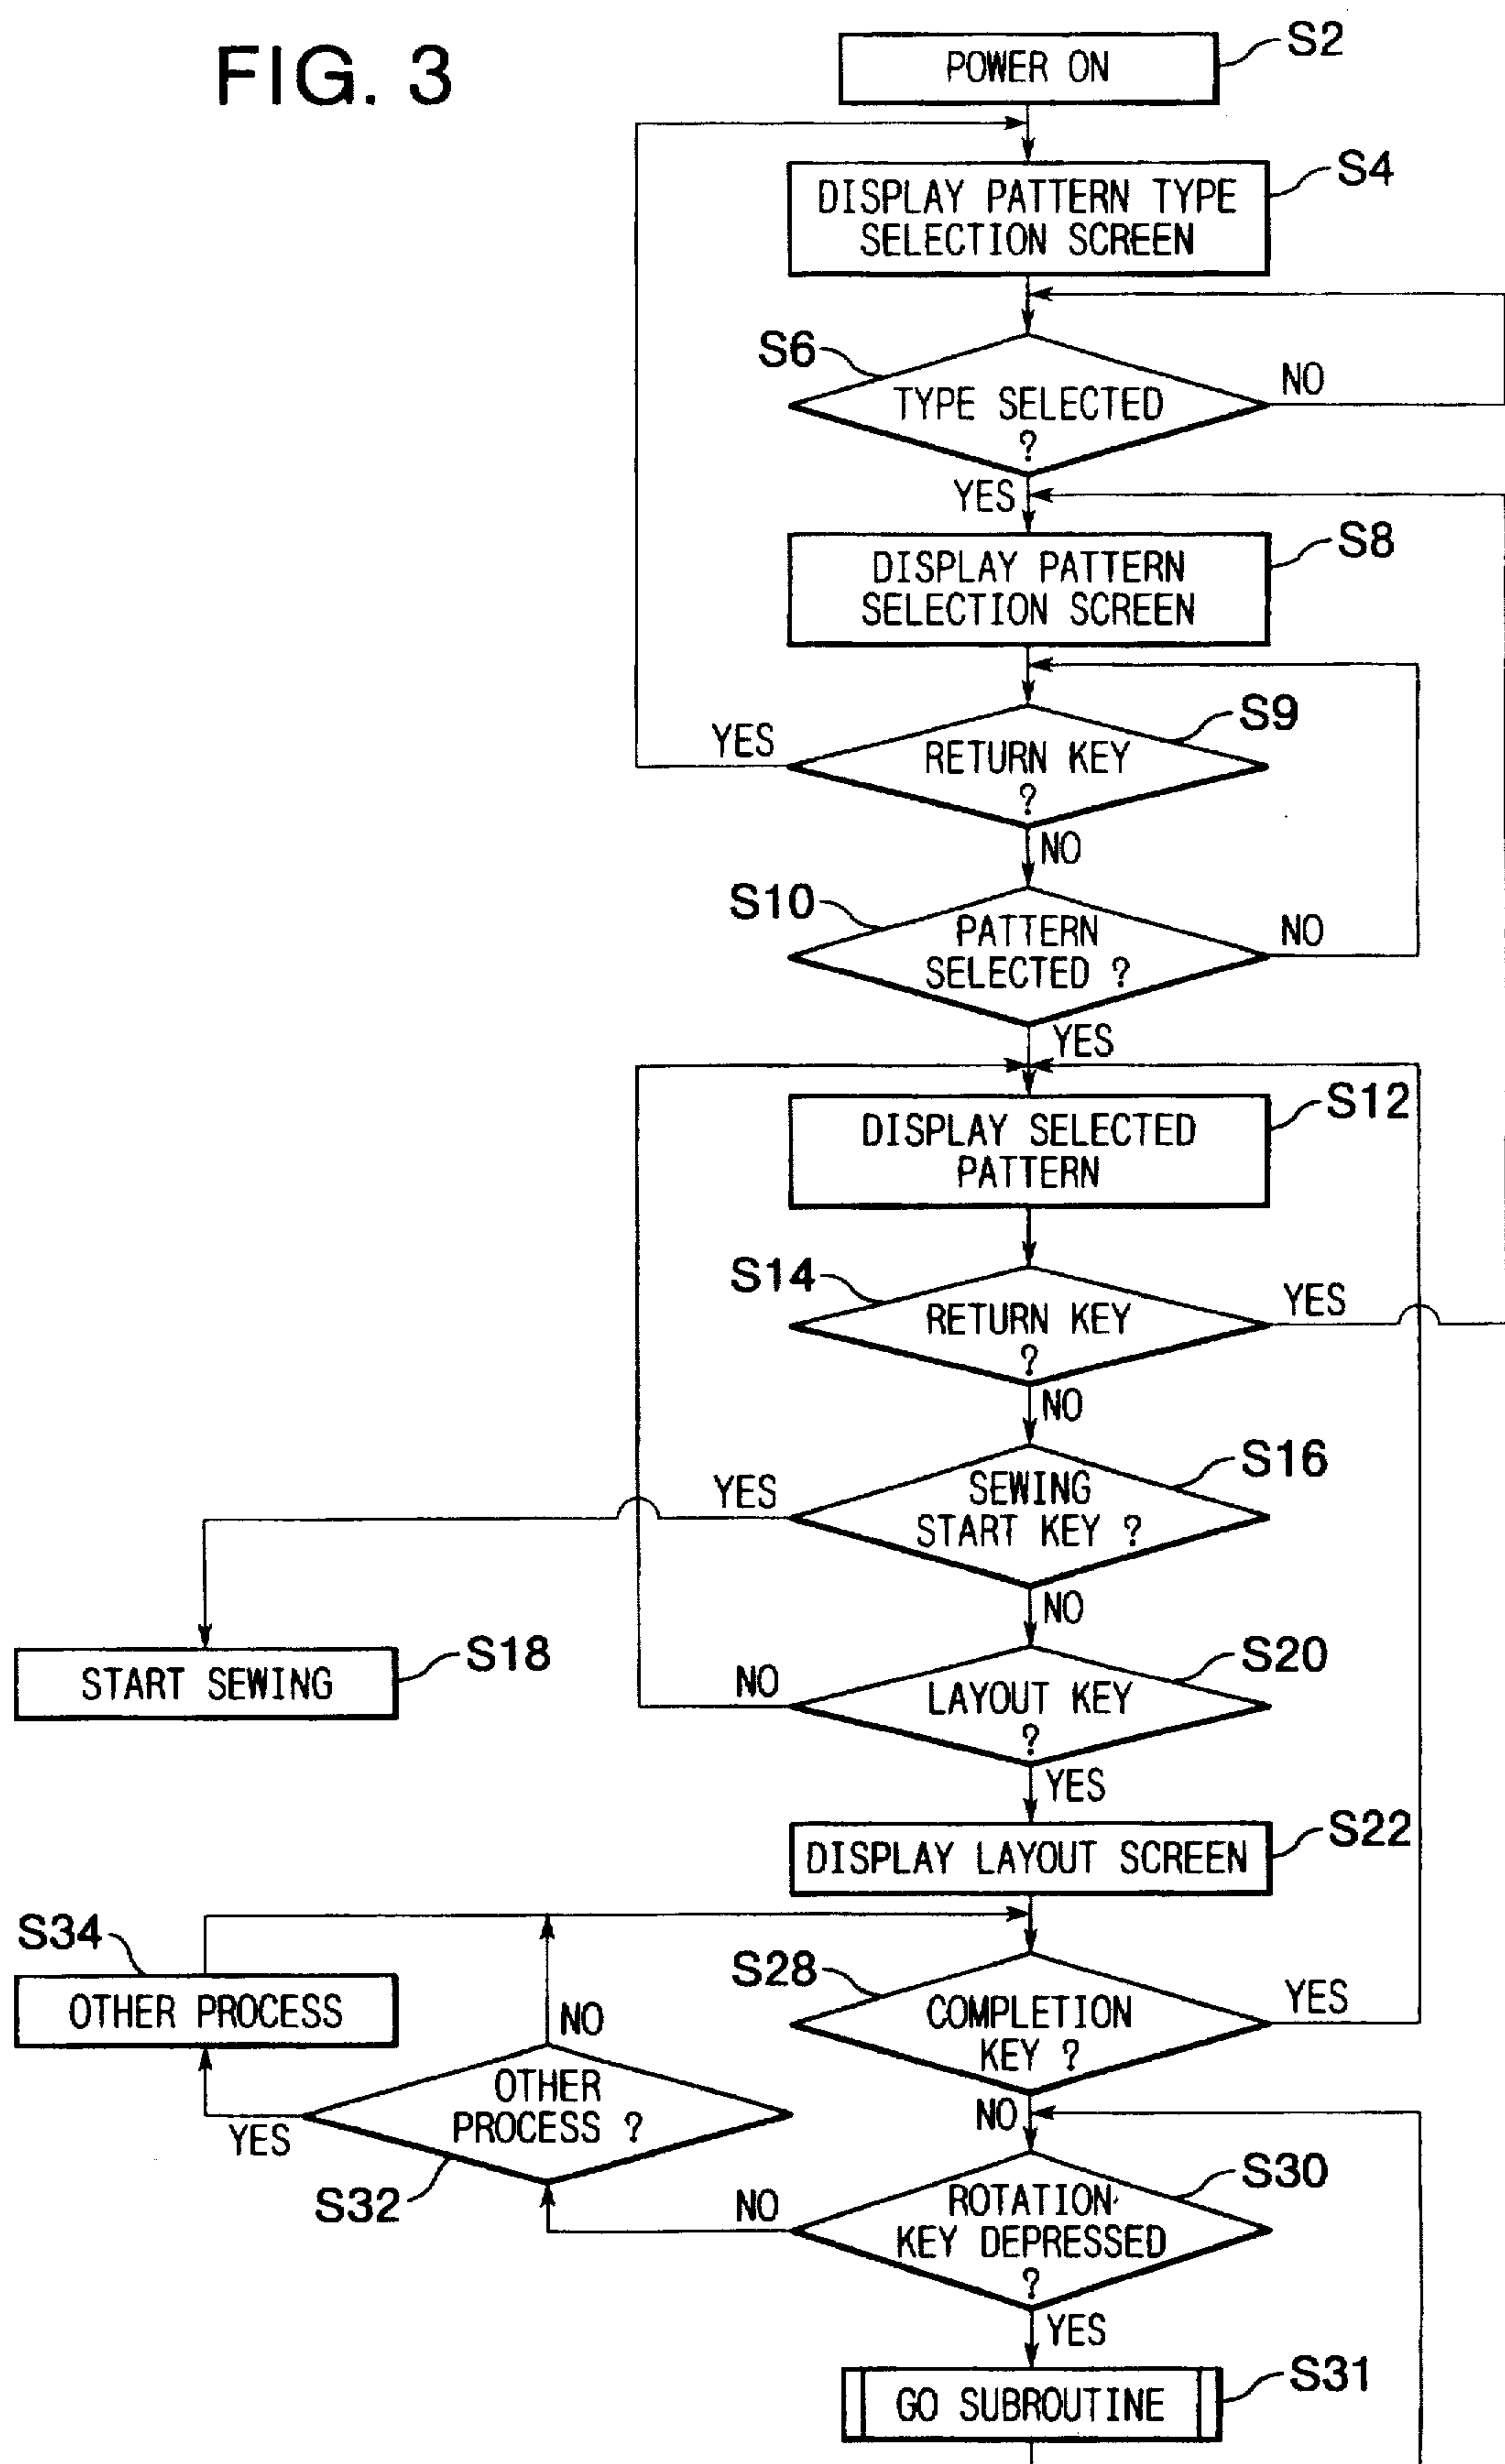 FIG. 3
POWER ON
S2
DISPLAY PATTERN TYPE
SELECTION SCREEN
S4
S6
TYPE SELECTED
?
NO
YES
DISPLAY PATTERN
SELECTION SCREEN
S8
YES
RETURN KEY
?
S9
NO
S10
PATTERN
SELECTED ?
NO
YES
DISPLAY SELECTED
PATTERN
S12
S14
RETURN KEY
?
YES
NO
YES
SEWING
START KEY ?
S16
NO
START SEWING
S18
NO
LAYOUT KEY
?
S20
YES
DISPLAY LAYOUT SCREEN
S22
S34
OTHER PROCESS
S28
COMPLETION
KEY ?
YES
NO
NO
OTHER
PROCESS ?
YES
S32
NO
ROTATION
KEY DEPRESSED
?
S30
YES
GO SUBROUTINE
S31